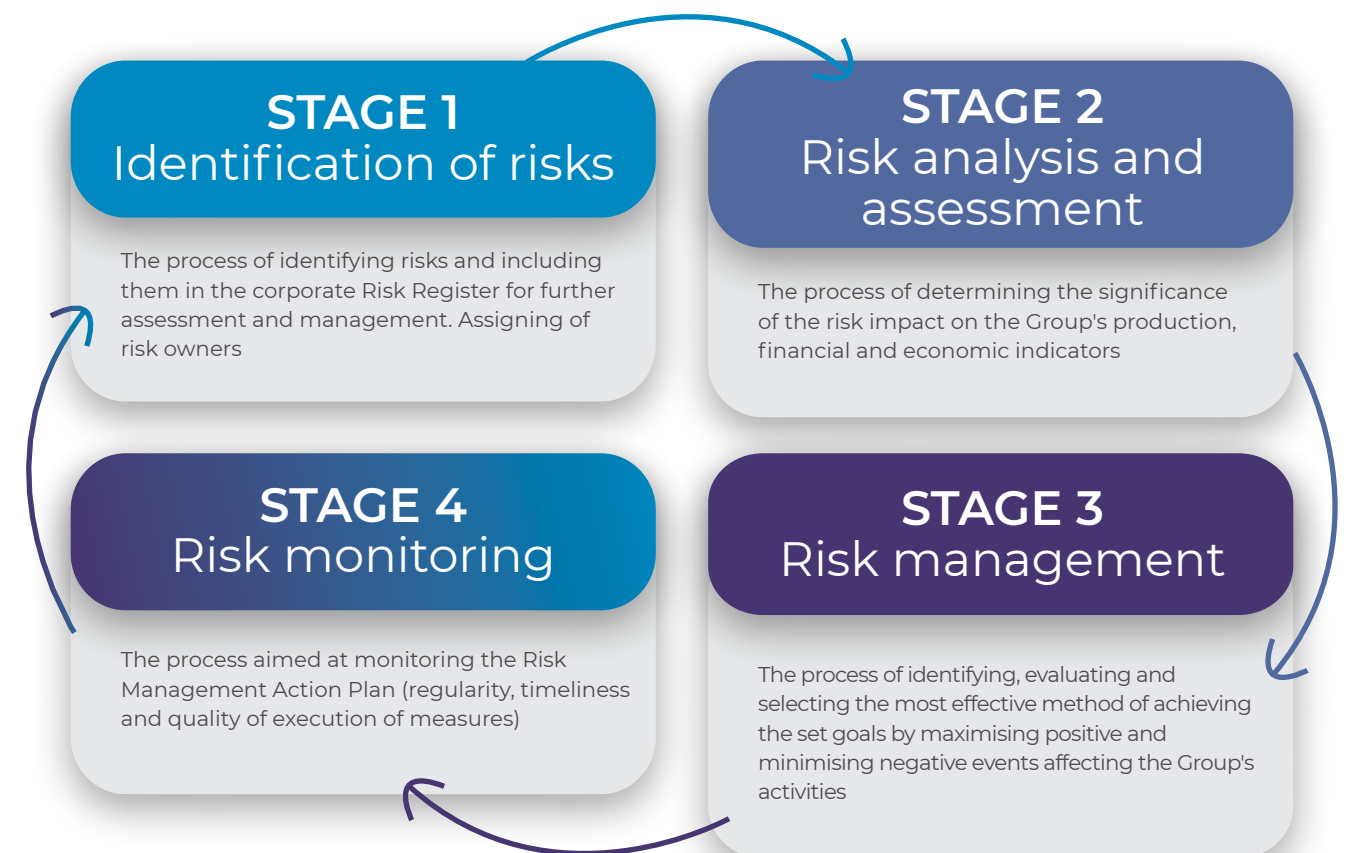 STAGE 1
Identification of risks
The process of identifying risks and including
them in the corporate Risk Register for further
assessment and management. Assigning of
risk owners
STAGE 2
Risk analysis and
assessment
The process of determining the significance
of the risk impact on the Group's production,
financial and economic indicators
STAGE 3
Risk management
The process of identifying, evaluating and
selecting the most effective method of achieving
the set goals by maximising positive and
minimising negative events affecting the Group's
activities
STAGE 4
Risk monitoring
The process aimed at monitoring the Risk
Management Action Plan (regularity, timeliness
and quality of execution of measures)